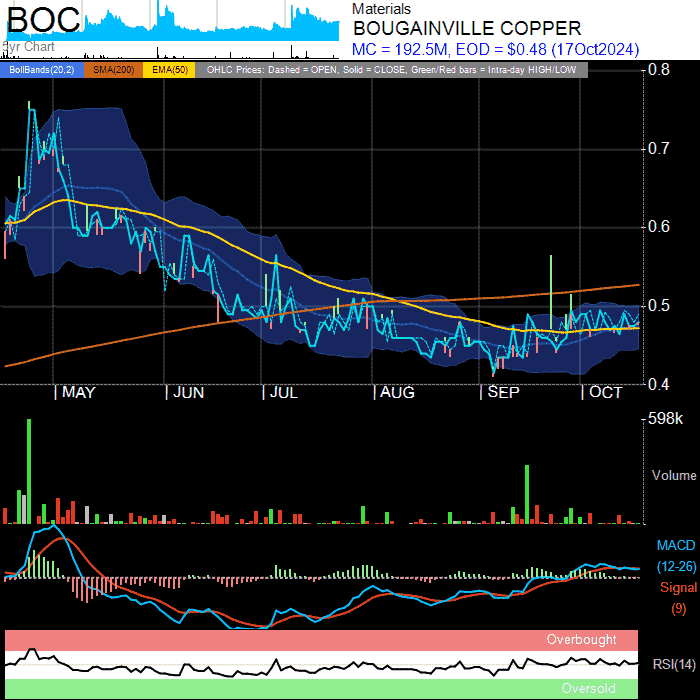 BOC
5yr Chart
Materials
BOUGAINVILLE COPPER
MC = 192.5M, EOD = $0.48 (17Oct2024)
BollBands(20,2) SMA(200) EMA(50) OHLC Prices: Dashed = OPEN, Solid = CLOSE, Green/Red bars = Intra-day HIGH/LOW
0.8
0.7
0.6
0.5
0.4
MAY JUN JUL AUG SEP OCT
598k
Volume
MACD
(12-26)
Signal
(9)
Overbought
RSI(14)
Oversold